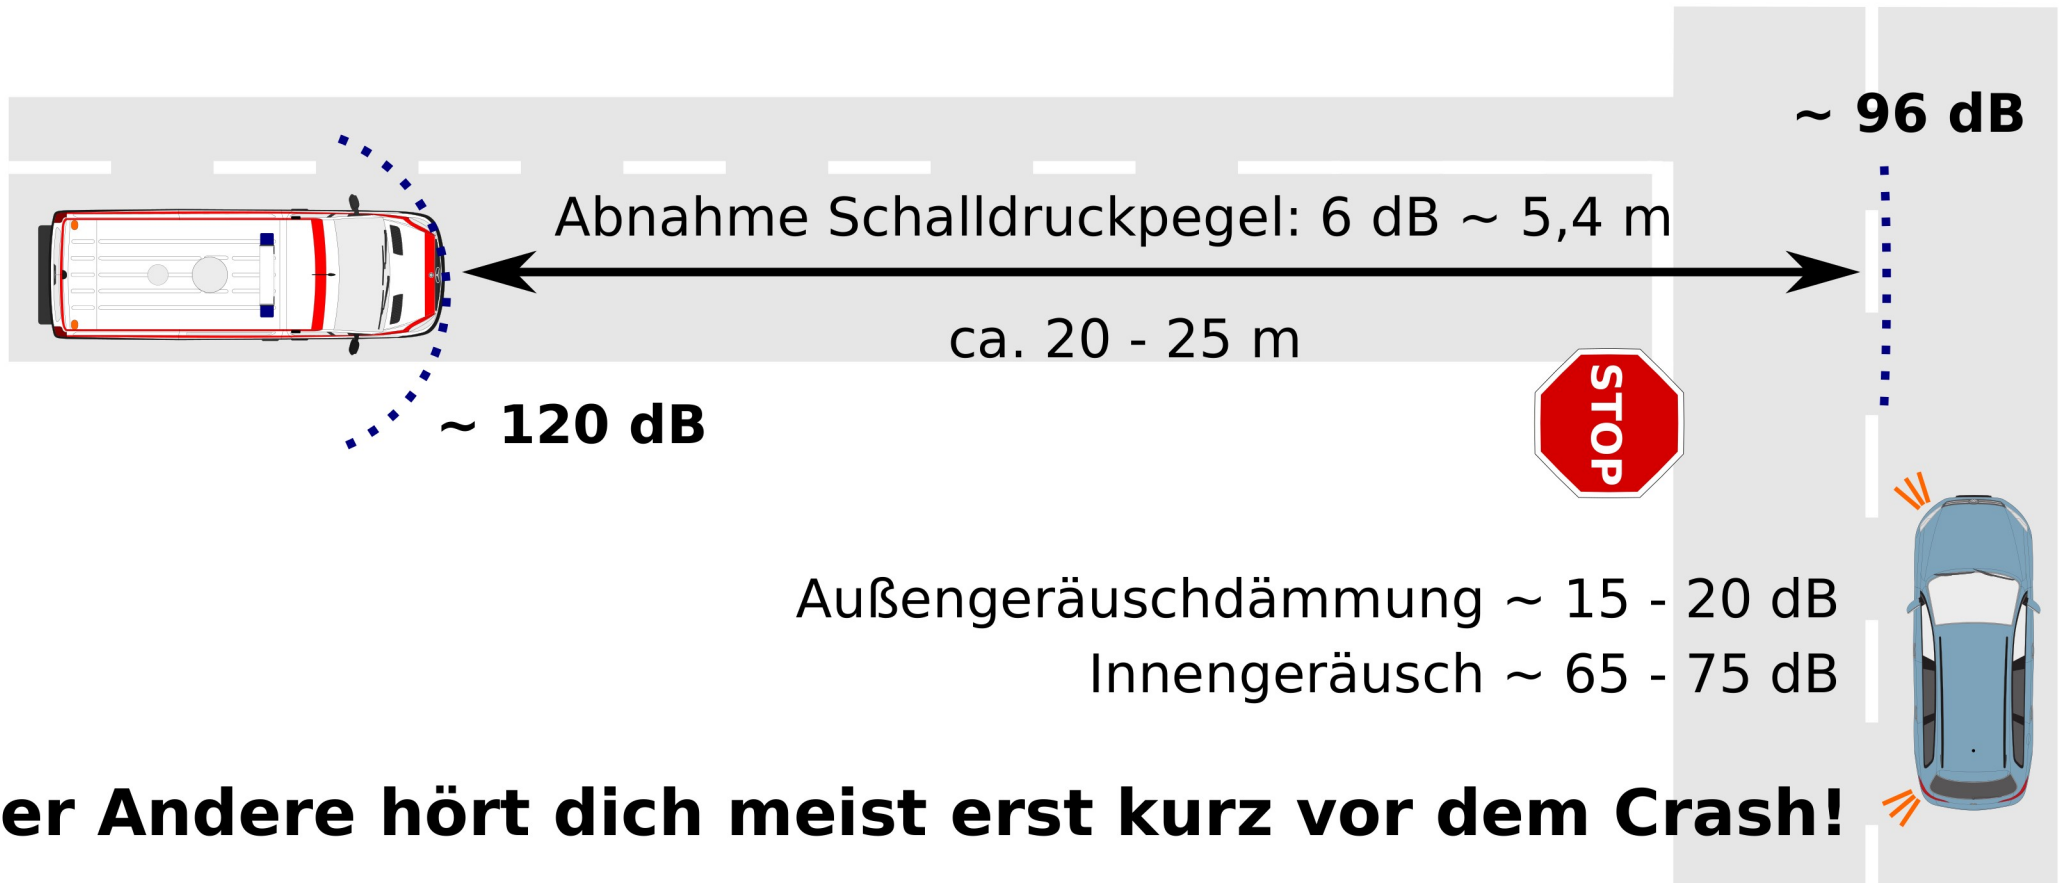 ~ 96 dB
Abnahme Schalldruckpegel: 6 dB ~ 5,4 m
ca. 20 - 25 m
~ 120 dB
STOP
Außengeräuschdämmung ~ 15 - 20 dB
Innengeräusch ~ 65 - 75 dB
er Andere hört dich meist erst kurz vor dem Crash!